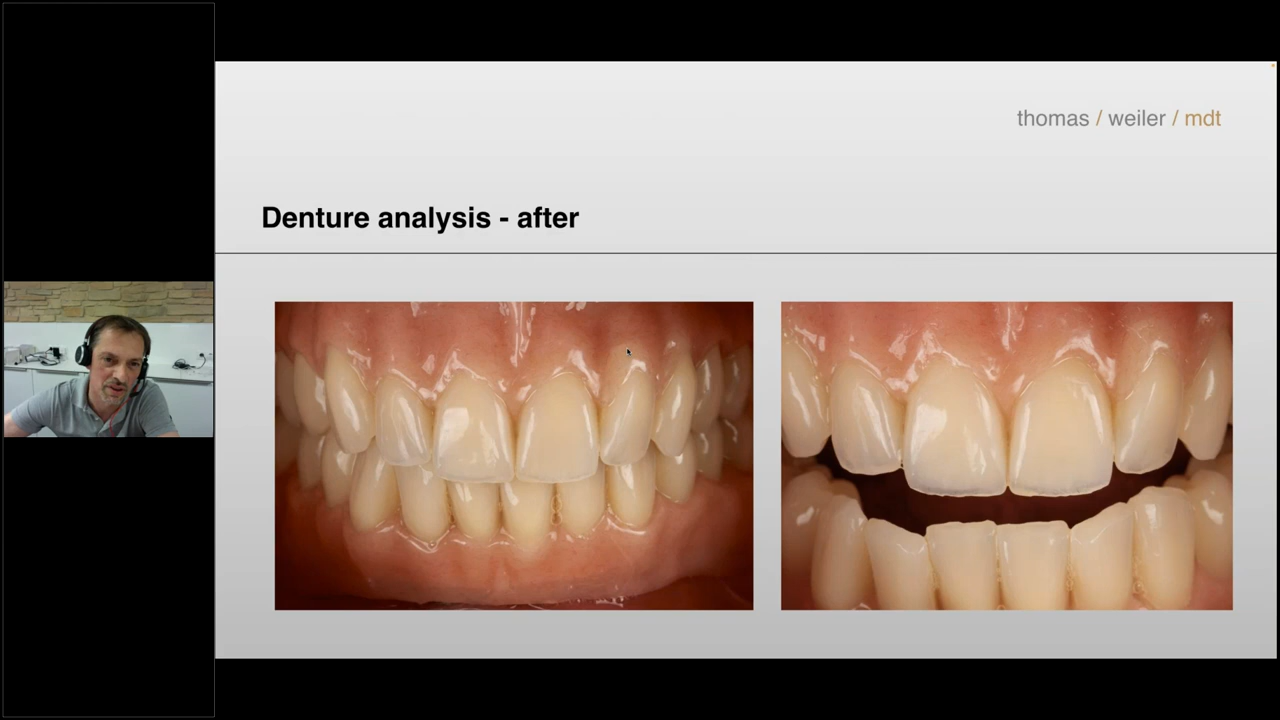 thomas / weiler / mdt
Denture analysis - after